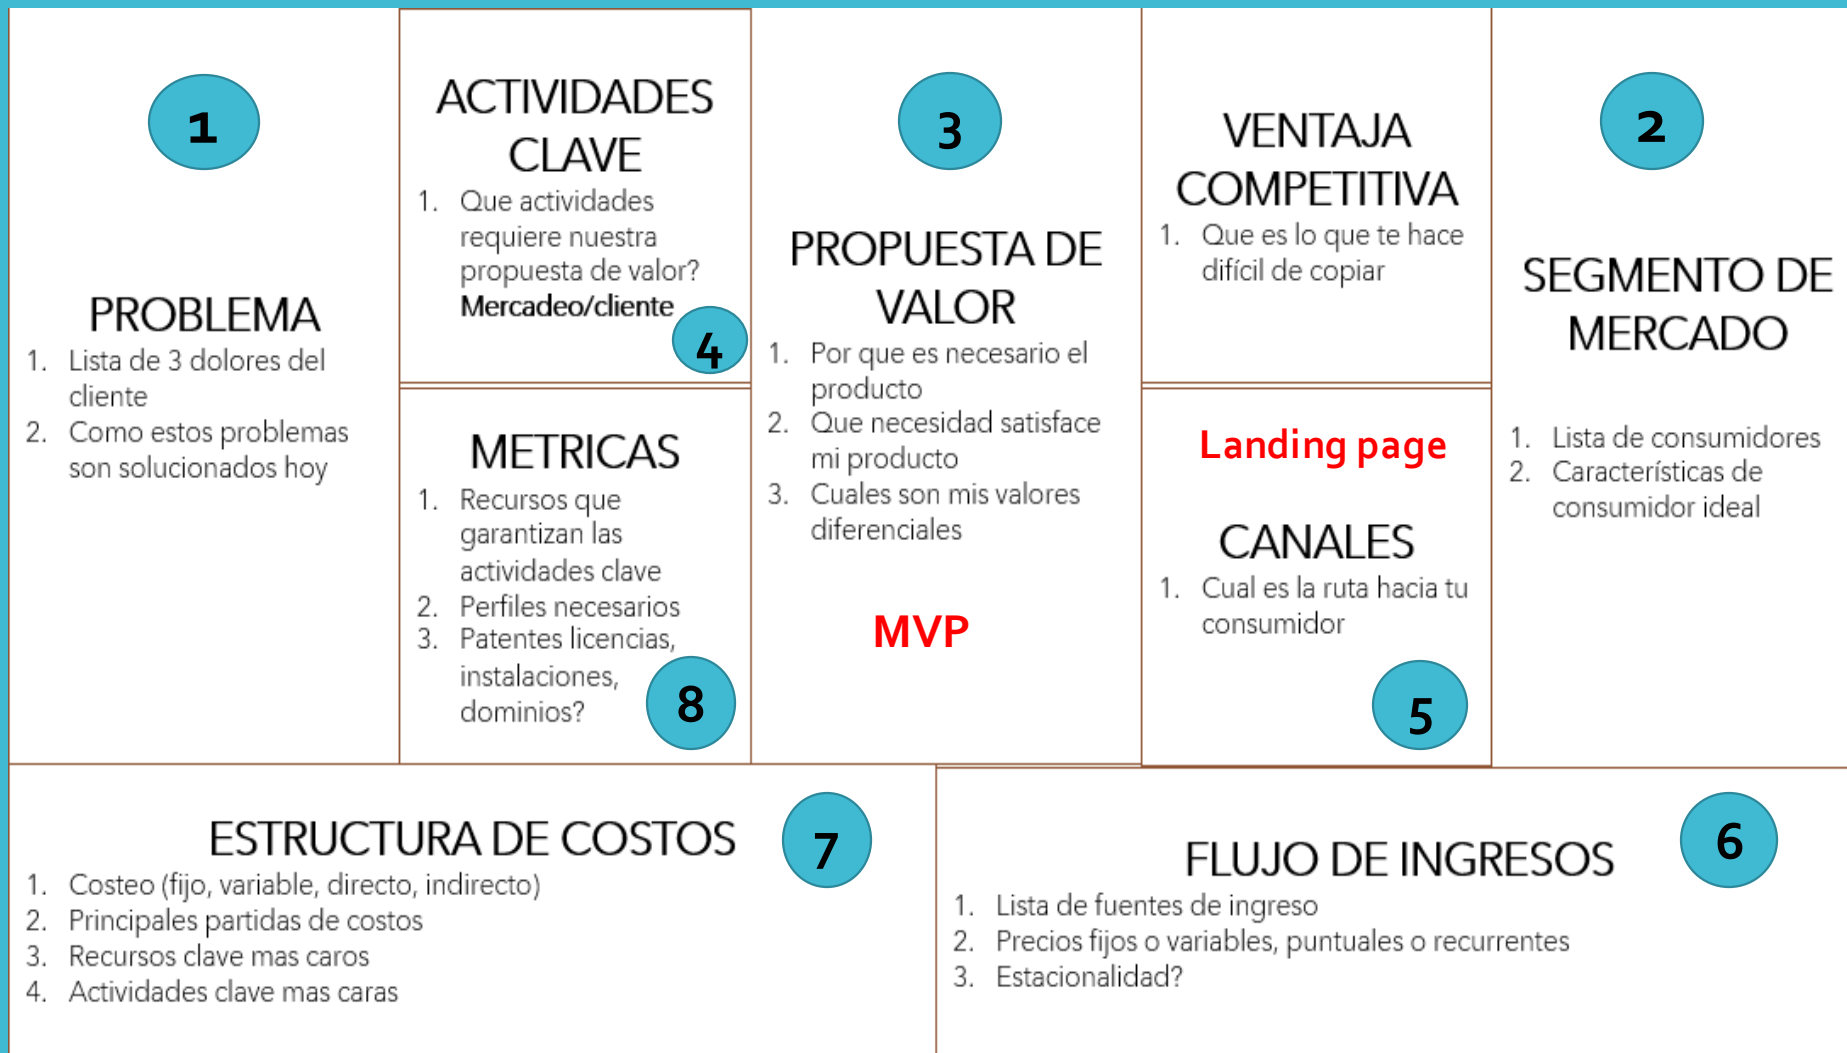 1
PROBLEMA
1. Lista de 3 dolores del
cliente
2. Como estos problemas
son solucionados hoy
ACTIVIDADES
CLAVE
1. Que actividades
requiere nuestra
propuesta de valor?
Mercadeo/cliente
4
METRICAS
1. Recursos que
garantizan las
actividades clave
2. Perfiles necesarios
3. Patentes licencias,
instalaciones,
dominios?
8
3
PROPUESTA DE
VALOR
1. Por que es necesario el
producto
2. Que necesidad satisface
mi producto
3. Cuales son mis valores
diferenciales
MVP
VENTAJA
COMPETITIVA
1. Que es lo que te hace
difícil de copiar
Landing page
CANALES
1. Cual es la ruta hacia tu
consumidor
5
2
SEGMENTO DE
MERCADO
1. Lista de consumidores
2. Características de
consumidor ideal
ESTRUCTURA DE COSTOS
7
1. Costeo (fijo, variable, directo, indirecto)
2. Principales partidas de costos
3. Recursos clave mas caros
4. Actividades clave mas caras
FLUJO DE INGRESOS
6
1. Lista de fuentes de ingreso
2. Precios fijos o variables, puntuales o recurrentes
3. Estacionalidad?